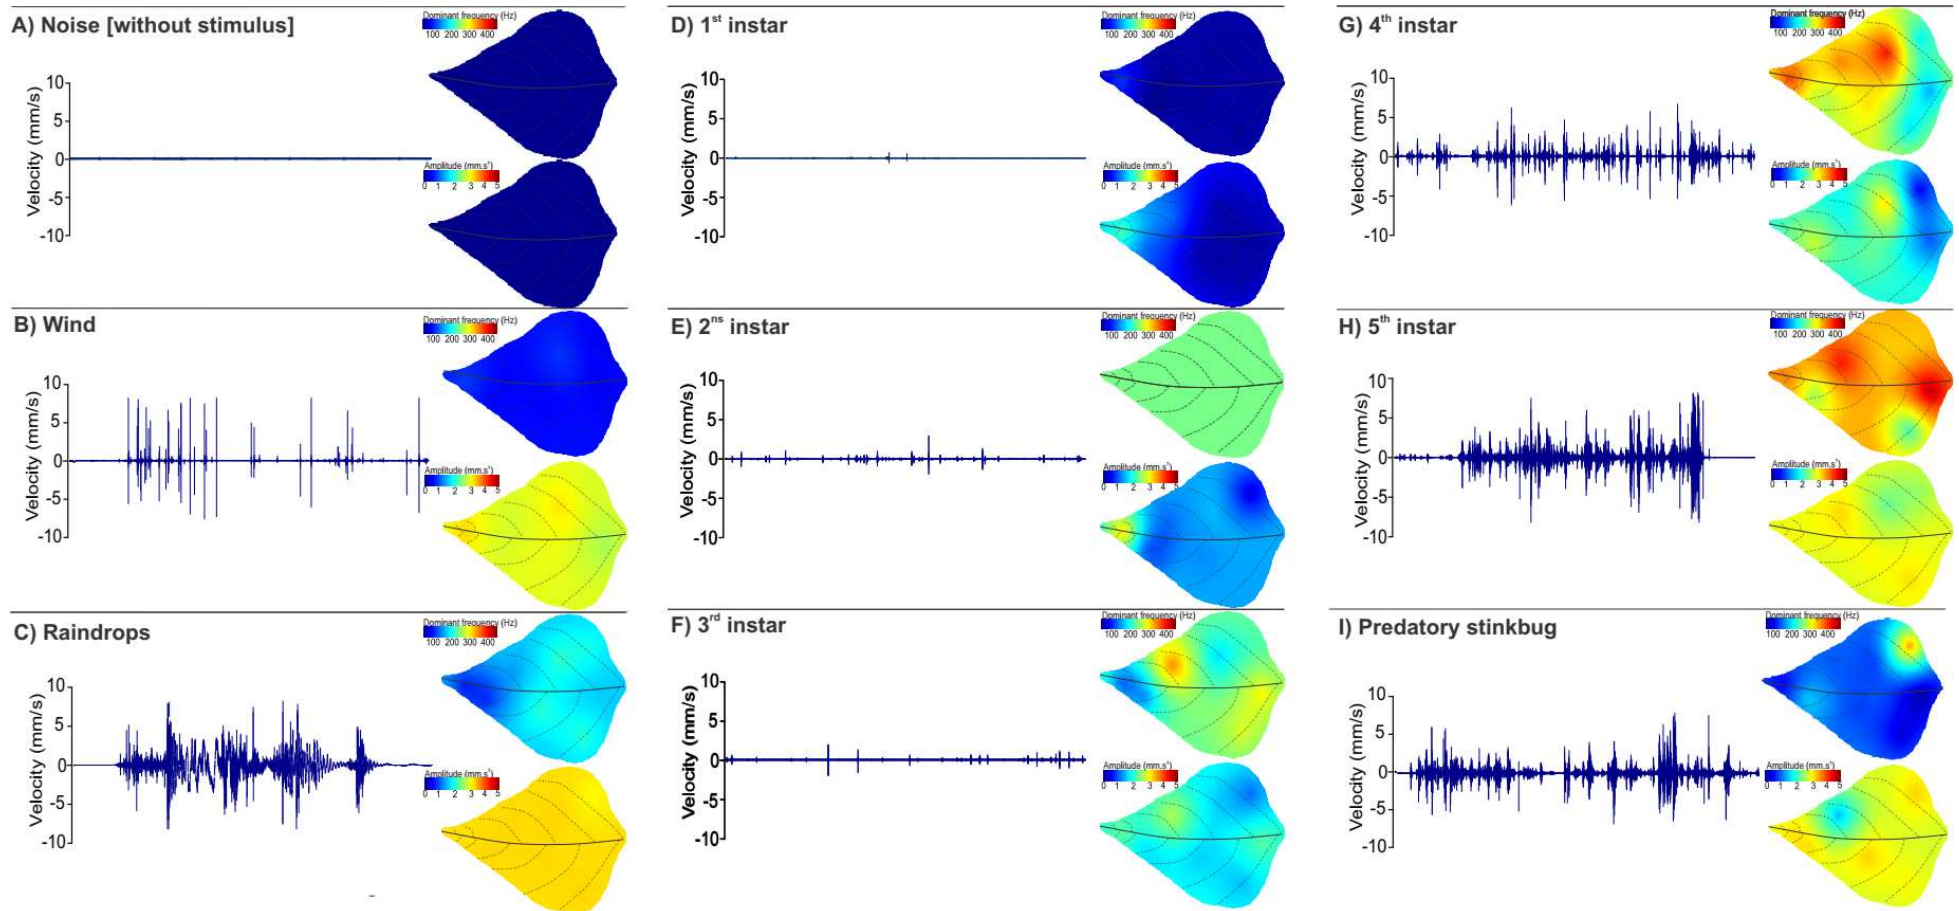 A) Noise [without stimulus]
Dominant frequency (Hz)
100 200 300 400
Velocity (mm/s)
10
5
0
-5
-10
Amplitude (mm.s¹)
0 1 2 3 4 5
B) Wind
Dominant frequency (Hz)
100 200 300 400
Velocity (mm/s)
10
5
0
-5
-10
Amplitude (mm.s¹)
0 1 2 3 4 5
C) Raindrops
Dominant frequency (Hz)
100 200 300 400
Velocity (mm/s)
10
5
0
-5
-10
Amplitude (mm.s¹)
0 1 2 3 4 5
D) 1st instar
Dominant frequency (Hz)
100 200 300 400
Velocity (mm/s)
10
5
0
-5
-10
Amplitude (mm.s¹)
0 1 2 3 4 5
E) 2ns instar
Dominant frequency (Hz)
100 200 300 400
Velocity (mm/s)
10
5
0
-5
-10
Amplitude (mm.s¹)
0 1 2 3 4 5
F) 3rd instar
Dominant frequency (Hz)
100 200 300 400
Velocity (mm/s)
10
5
0
-5
-10
Amplitude (mm.s¹)
0 1 2 3 4 5
G) 4th instar
Dominant frequency (Hz)
100 200 300 400
Velocity (mm/s)
10
5
0
-5
-10
Amplitude (mm.s¹)
0 1 2 3 4 5
H) 5th instar
Dominant frequency (Hz)
100 200 300 400
Velocity (mm/s)
10
5
0
-5
-10
Amplitude (mm.s¹)
0 1 2 3 4 5
I) Predatory stinkbug
Dominant frequency (Hz)
100 200 300 400
Velocity (mm/s)
10
5
0
-5
-10
Amplitude (mm.s¹)
0 1 2 3 4 5